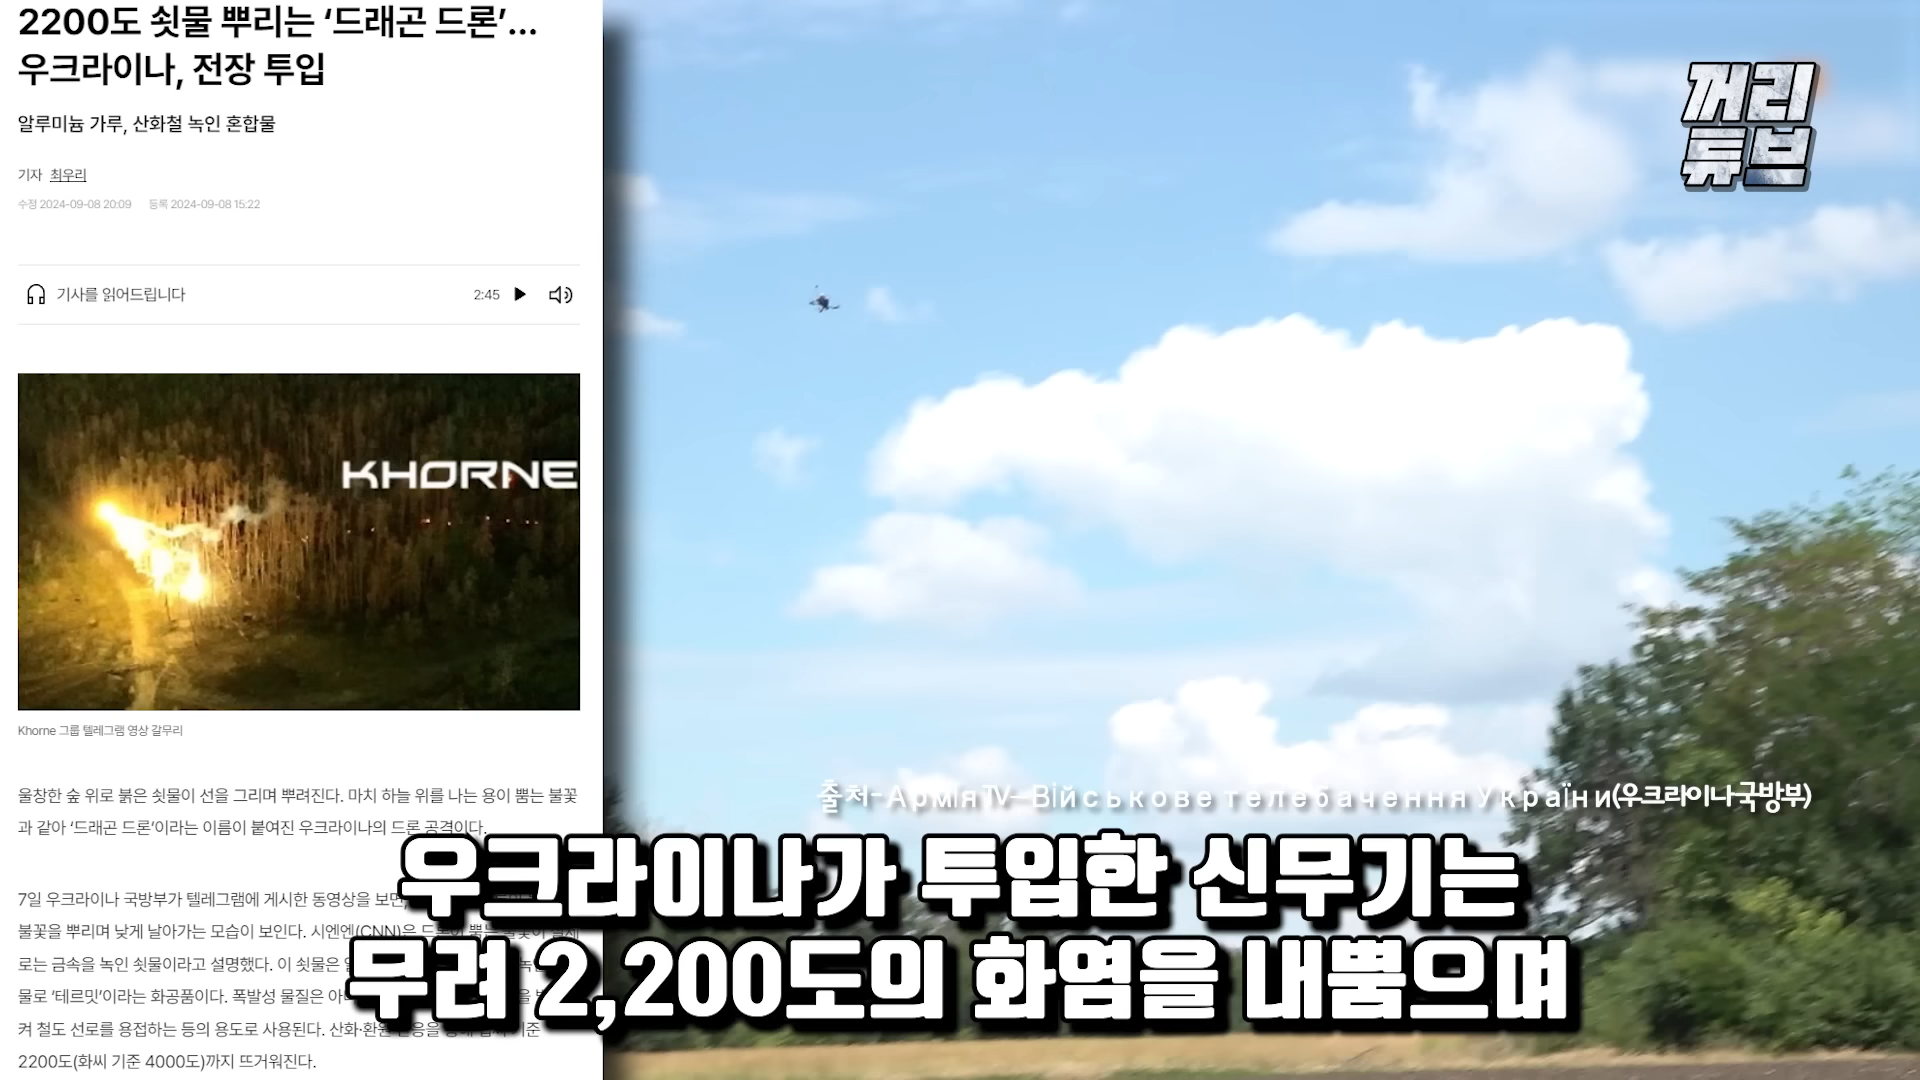 2200도 쇳물 뿌리는 ‘드래곤 드론’…
우크라이나, 전장 투입
알루미늄 가루, 산화철 녹인 혼합물
기자 최우리
수정 2024-09-08 20:09 등록 2024-09-08 15:22
기사를 읽어드립니다 2:45
KHORNE
Khorne 그룹 텔레그램 영상 갈무리
울창한 숲 위로 붉은 쇳물이 선을 그리며 뿌려진다. 마치 하늘 위를 나는 용이 뿜는 불꽃
과 같아 ‘드래곤 드론’이라는 이름이 붙여진 우크라이나의 드론 공격이다.
7일 우크라이나 국방부가 텔레그램에 게시한 동영상을 보면,
불꽃을 뿌리며 낮게 날아가는 모습이 보인다. 시엔엔(CNN)은 드론이 뿜는 불꽃이
로는 금속을 녹인 쇳물이라고 설명했다. 이 쇳물은
물로 ‘테르밋’이라는 화공품이다. 폭발성 물질은
켜 철도 선로를 용접하는 등의 용도로 사용된다. 산화·환원
2200도(화씨 기준 4000도)까지 뜨거워진다.
꺼리
튜브
출처-Армія TV–Військове телебачення України(우크라이나 국방부)
우크라이나가 투입한 신무기는
무려 2,200도의 화염을 내뿜으며